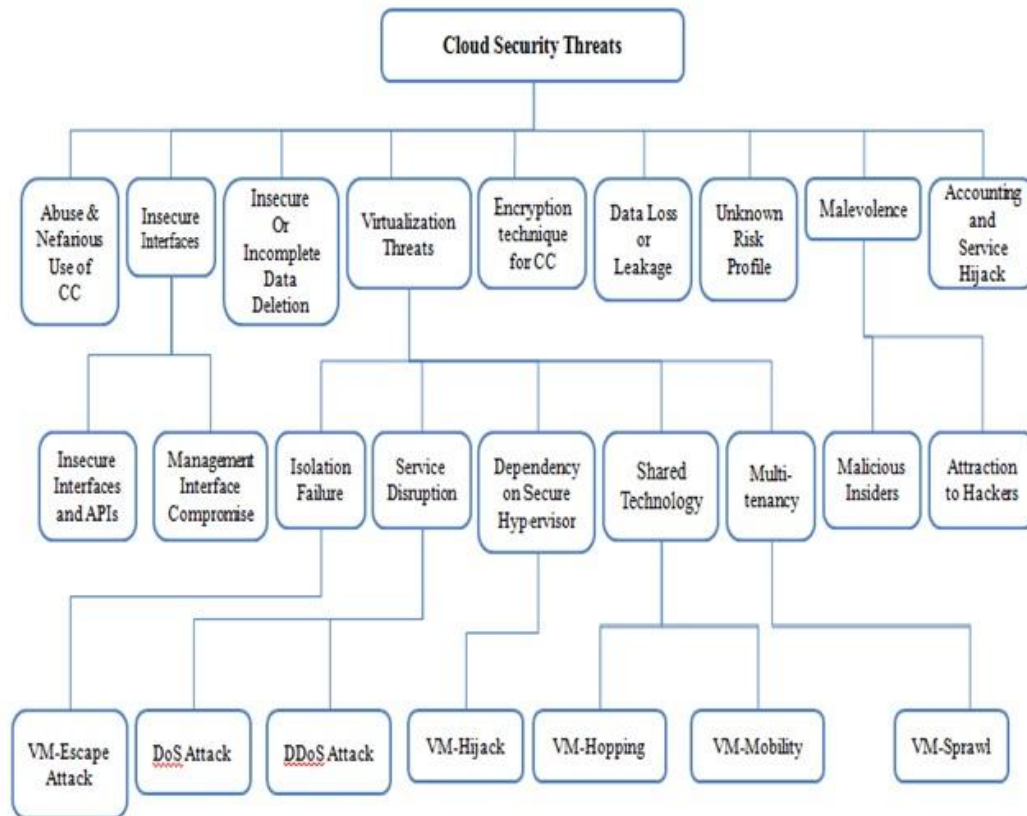 Cloud Security Threats
Abuse &
Nefarious
Use of
CC
Insecure
Interfaces
Insecure
Or
Incomplete
Data
Deletion
Virtualization
Threats
Encryption
technique
for CC
Data Loss
or
Leakage
Unknown
Risk
Profile
Malevolence
Accounting
and
Service
Hijack
Insecure
Interfaces
and APIs
Management
Interface
Compromise
Isolation
Failure
Service
Disruption
Dependency
on Secure
Hypervisor
Shared
Technology
Multi-
tenancy
Malicious
Insiders
Attraction
to Hackers
VM-Escape
Attack
DoS Attack
DDoS Attack
VM-Hijack
VM-Hopping
VM-Mobility
VM-Sprawl